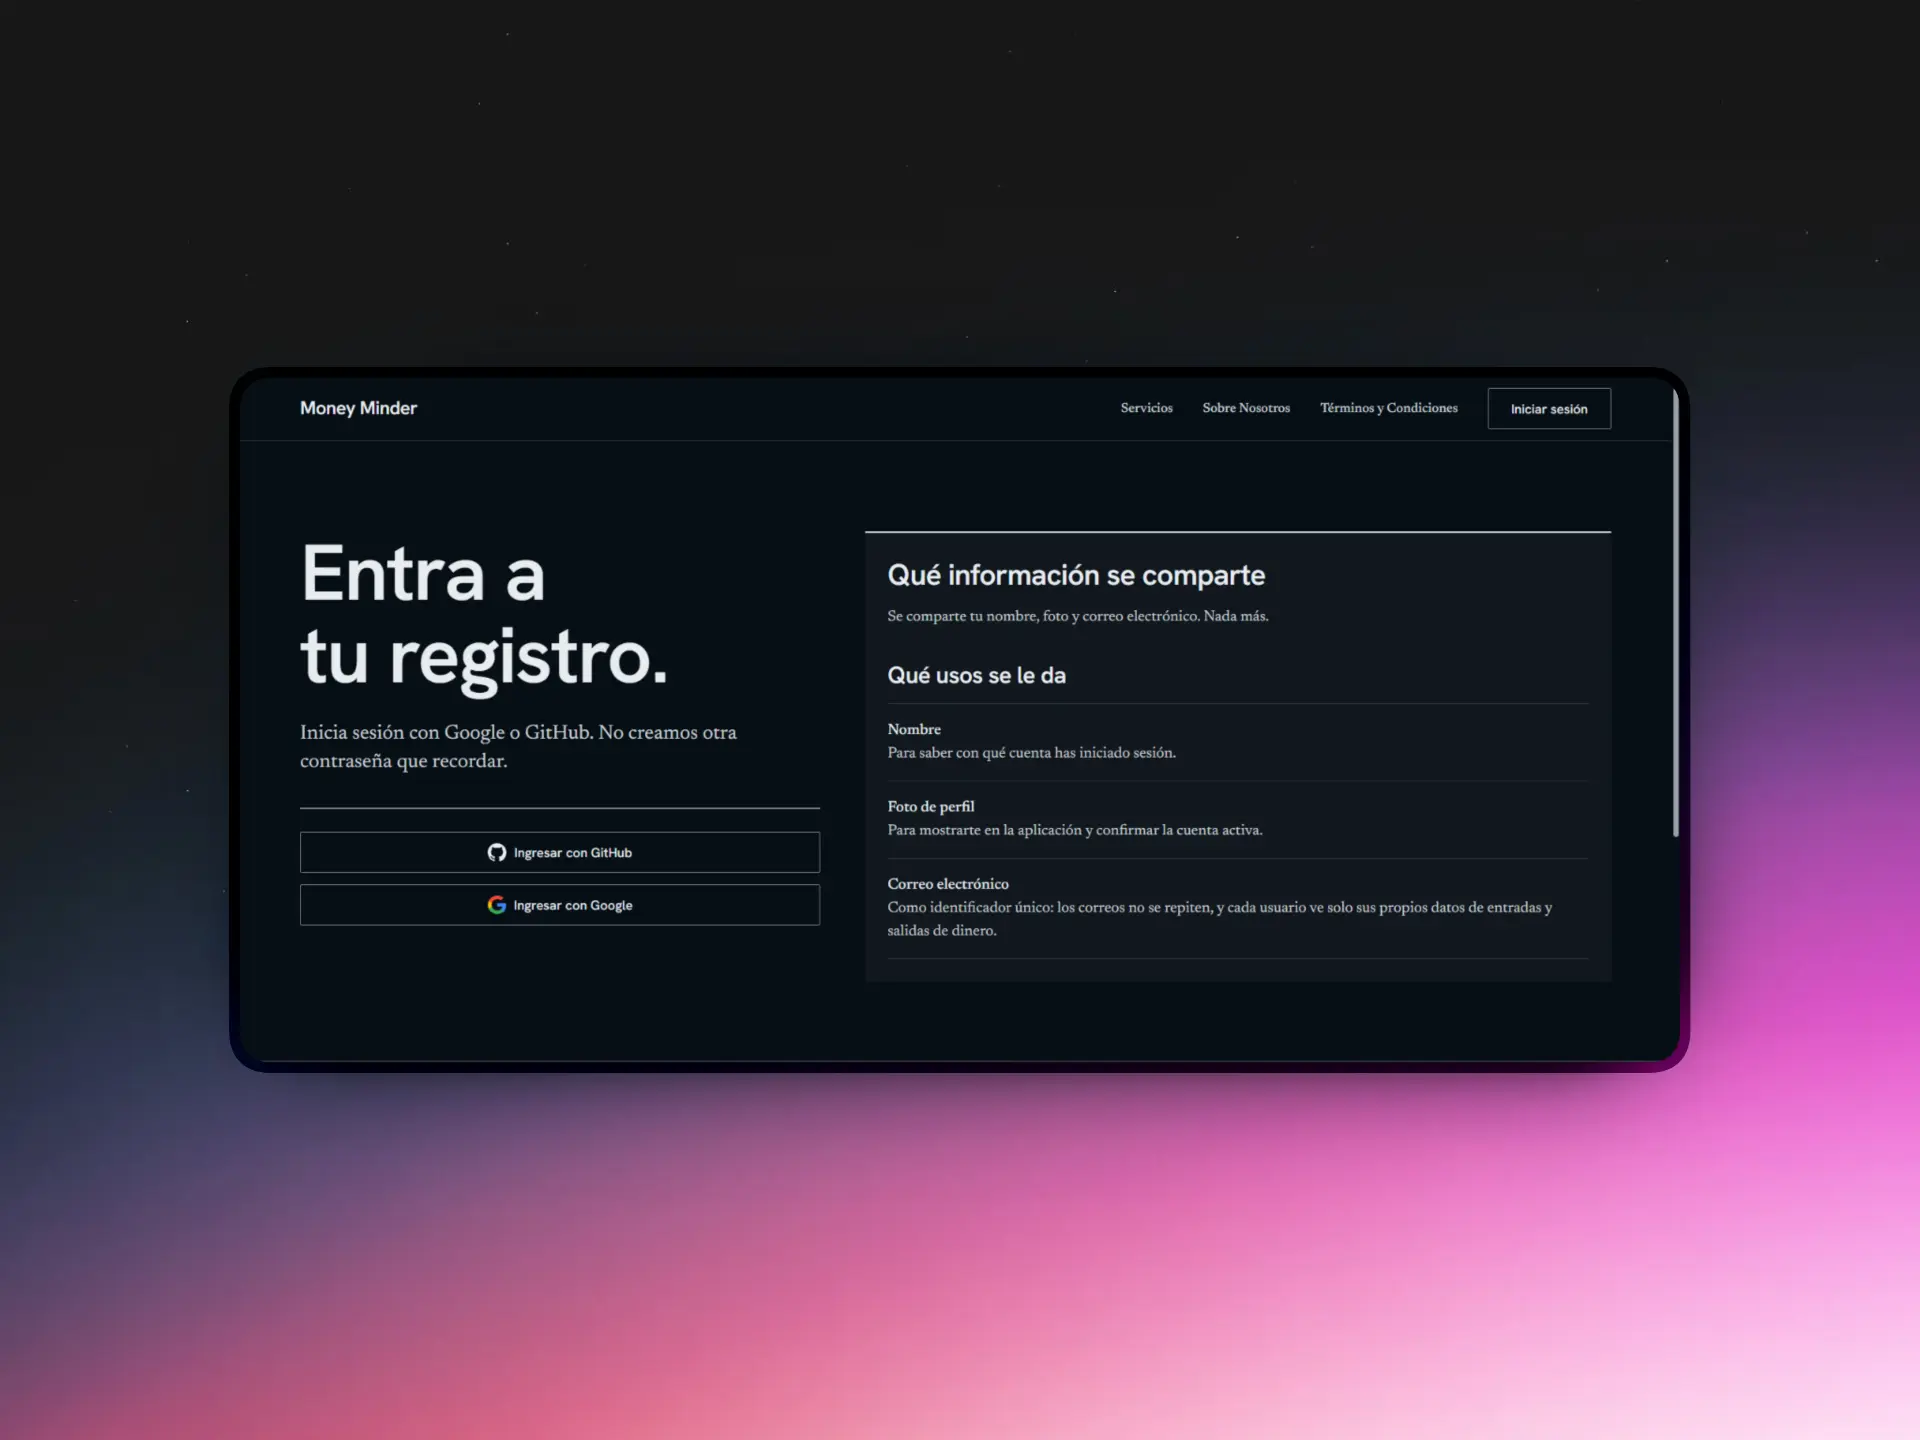 Money Minder
Servicios
Sobre Nosotros
Términos y Condiciones
Iniciar sesión
Entra a
tu registro.
Inicia sesión con Google o GitHub. No creamos otra
contraseña que recordar.
Ingresar con GitHub
Ingresar con Google
Qué información se comparte
Se comparte tu nombre, foto y correo electrónico. Nada más.
Qué usos se le da
Nombre
Para saber con qué cuenta has iniciado sesión.
Foto de perfil
Para mostrarte en la aplicación y confirmar la cuenta activa.
Correo electrónico
Como identificador único: los correos no se repiten, y cada usuario ve solo sus propios datos de entradas y
salidas de dinero.